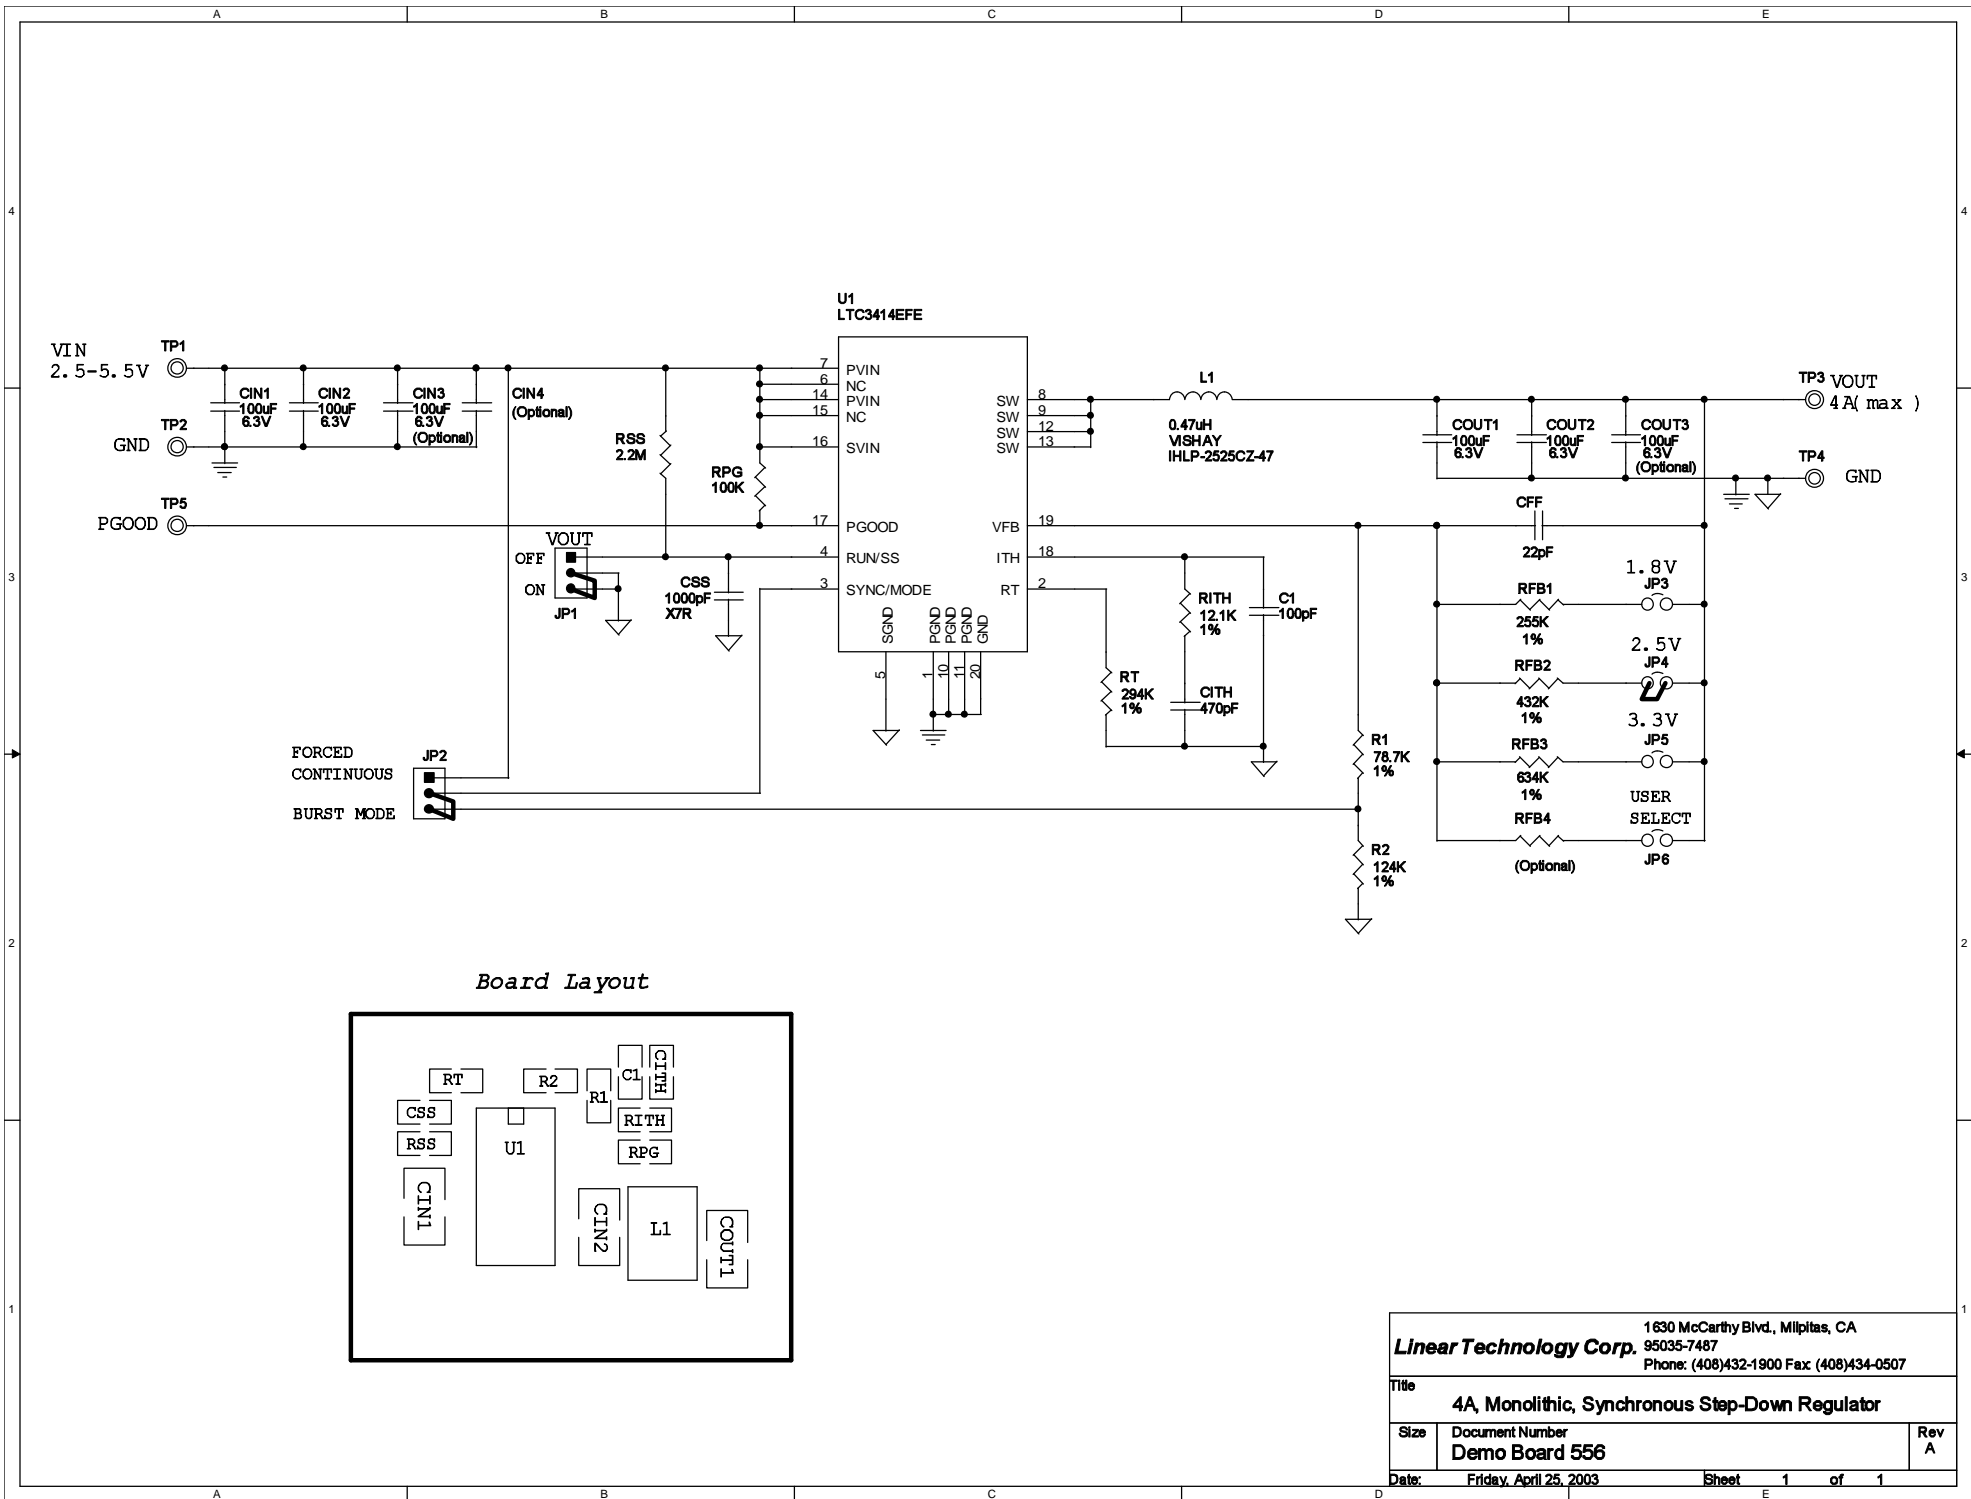 A B C D E
4 4
U1
LTC3414EFE
VIN
2.5-5.5V
TP1
CIN1
100uF
6.3V
CIN2
100uF
6.3V
CIN3
100uF
6.3V
(Optional)
CIN4
(Optional)
TP2
GND
TP5
PGOOD
RSS
2.2M
RPG
100K
7 PVIN
6 NC
14 PVIN
15 NC
16 SVIN
17 PGOOD
4 RUN/SS
3 SYNC/MODE
SW 8
SW 9
SW 12
SW 13
VFB 19
ITH 18
RT 2
SGND
PGND
PGND
PGND
GND
5
1
10
11
20
L1
0.47uH
VISHAY
IHLP-2525CZ-47
TP3 VOUT
4A( max )
COUT1
100uF
6.3V
COUT2
100uF
6.3V
COUT3
100uF
6.3V
(Optional)
TP4
GND
VOUT
OFF
ON
JP1
CSS
1000pF
X7R
CFF
22pF
3 3
RITH
12.1K
1%
C1
100pF
RT
294K
1%
CITH
470pF
1.8V
JP3
RFB1
255K
1%
2.5V
JP4
RFB2
432K
1%
3.3V
JP5
RFB3
634K
1%
USER
SELECT
JP6
RFB4
(Optional)
R1
78.7K
1%
R2
124K
1%
FORCED
CONTINUOUS
JP2
BURST MODE
2 2
Board Layout
RT
R2
R1
C1
CITH
CSS
RSS
RITH
RPG
U1
CIN1
CIN2
L1
COUT1
1 1
Linear Technology Corp.
1630 McCarthy Blvd., Milpitas, CA
95035-7487
Phone: (408)432-1900 Fax: (408)434-0507
Title
4A, Monolithic, Synchronous Step-Down Regulator
Size
Document Number
Demo Board 556
Rev
A
Date: Friday, April 25, 2003 Sheet 1 of 1
A B C D E